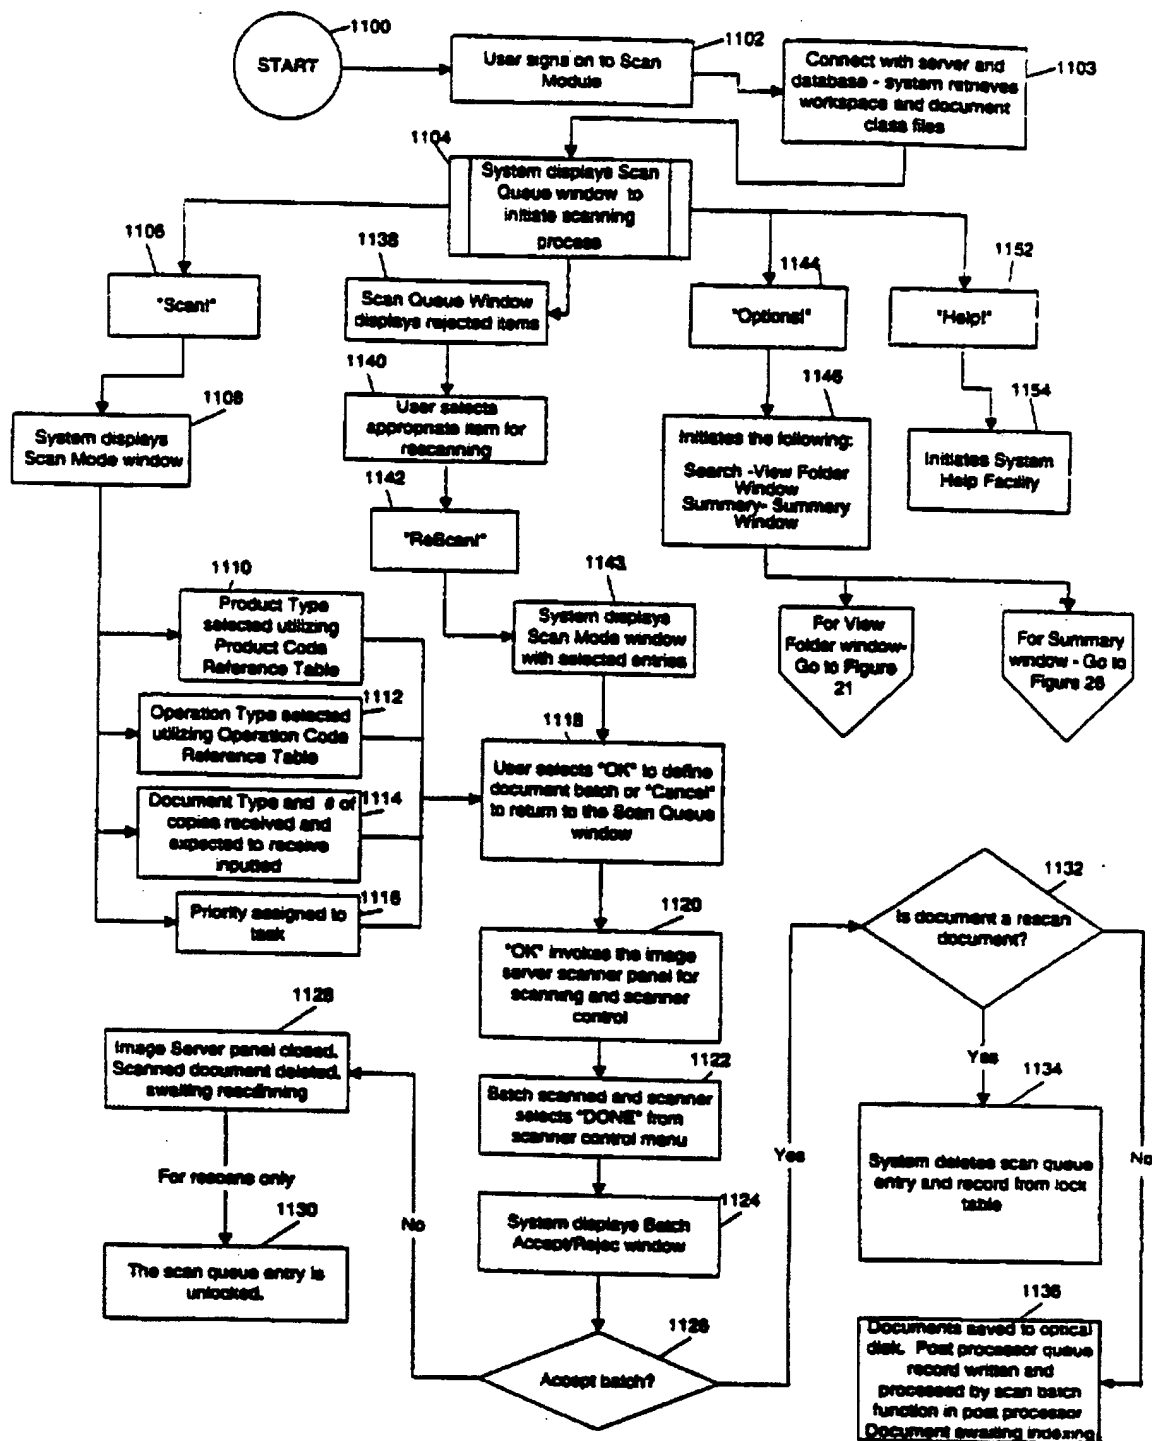 1100
START
1102
User signs on to Scan
Module
1103
Connect with server and
database - system retrieves
workspace and document
class files
1104
System displays Scan
Queue window to
initiate scanning
process
1106
"Scan!"
1138
Scan Queue Window
displays rejected items
1144
"Options!"
1152
"Help!"
1108
System displays
Scan Mode window
1140
User selects
appropriate item for
rescanning
1146
Initiates the following:
Search -View Folder
Window
Summary- Summary
Window
1154
Initiates System
Help Facility
1142
"ReScan!"
1110
Product Type
selected utilizing
Product Code
Reference Table
1143
System displays
Scan Mode window
with selected entries
For View
Folder window-
Go to Figure
21
For Summary
window - Go to
Figure 26
1112
Operation Type selected
utilizing Operation Code
Reference Table
1118
User selects "OK" to define
document batch or "Cancel"
to return to the Scan Queue
window
1114
Document Type and # of
copies received and
expected to receive
inputted
1116
Priority assigned to
task
1120
"OK" invokes the image
server scanner panel for
scanning and scanner
control
1132
Is document a rescan
document?
1128
Image Server panel closed.
Scanned document deleted,
awaiting rescanning
1122
Batch scanned and scanner
selects "DONE" from
scanner control menu
Yes
1134
System deletes scan queue
entry and record from lock
table
Yes
No
For rescans only
1130
The scan queue entry is
unlocked.
No
1124
System displays Batch
Accept/Rejec window
1126
Accept batch?
1136
Documents saved to optical
disk. Post processor queue
record written and
processed by scan batch
function in post processor
Document awaiting indexing